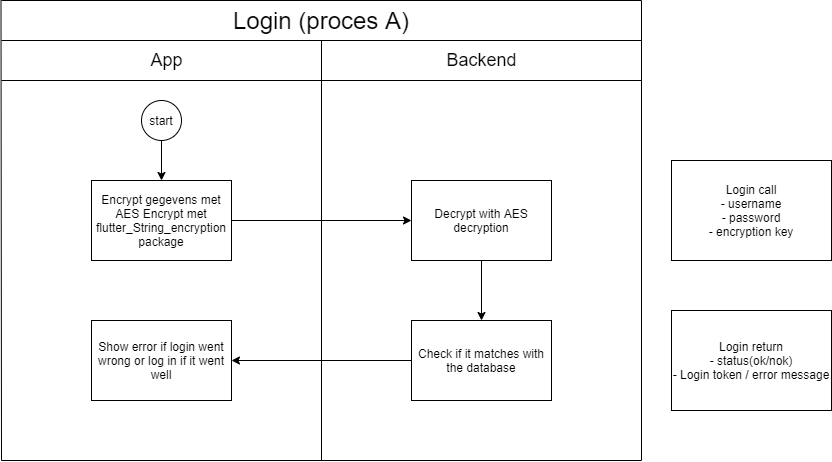 Login (proces A)
App
Backend
start
Encrypt gegevens met
AES Encrypt met
flutter_String_encryption
package
Decrypt with AES
decryption
Show error if login went
wrong or log in if it went
well
Check if it matches with
the database
Login call
- username
- password
- encryption key
Login return
- status(ok/nok)
- Login token / error message